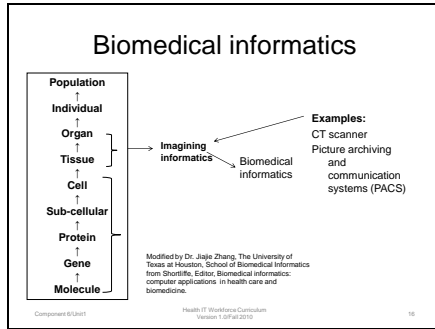 Biomedical informatics
Population
↑
Individual
↑
Organ
↑
Tissue
↑
Cell
↑
Sub-cellular
↑
Protein
↑
Gene
↑
Molecule
Imagining
informatics
Biomedical
informatics
Examples:
CT scanner
Picture archiving
and
communication
systems (PACS)
Modified by Dr. Jiajie Zhang, The University of
Texas at Houston, School of Biomedical Informatics
from Shortliffe, Editor, Biomedical informatics:
computer applications in health care and
biomedicine.
Component 6/Unit1
Health IT Workforce Curriculum
Version 1.0/Fall 2010
16